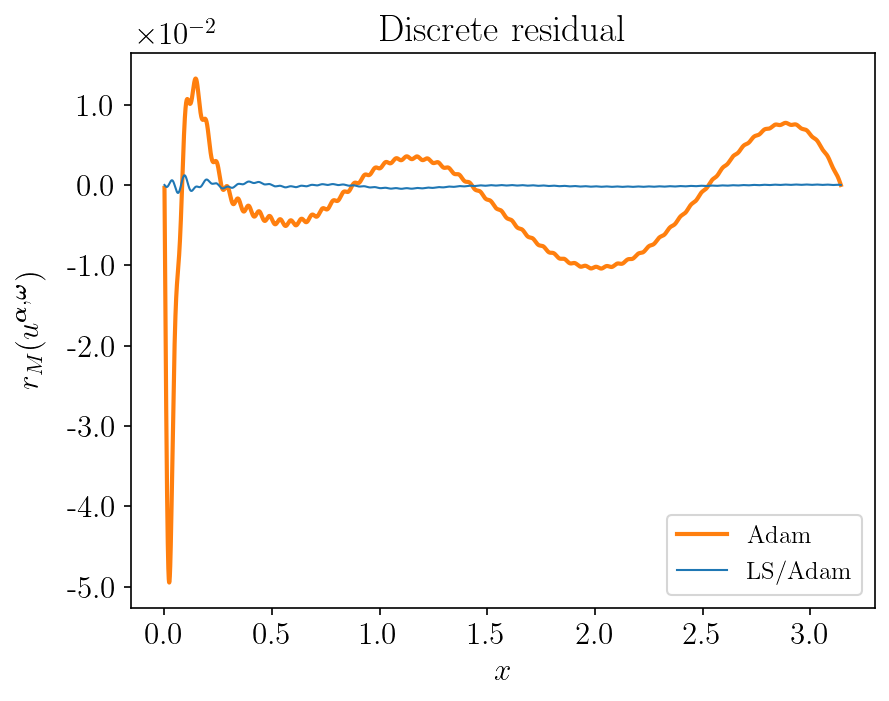 Discrete residual
×10⁻²
1.0
0.0
-1.0
-2.0
-3.0
-4.0
-5.0
r_M(u^{α,ω})
0.0 0.5 1.0 1.5 2.0 2.5 3.0
x
Adam
LS/Adam